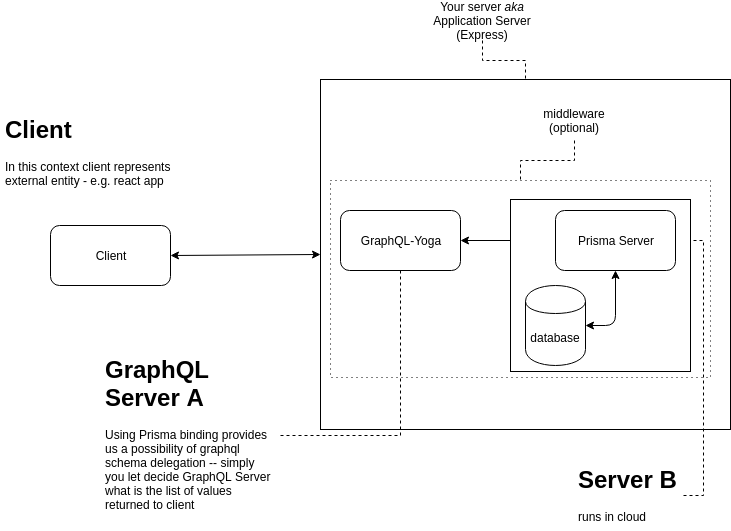 Your server aka
Application Server
(Express)
middleware
(optional)
Client
In this context client represents
external entity - e.g. react app
Client
GraphQL-Yoga
Prisma Server
database
GraphQL
Server A
Using Prisma binding provides
us a possibility of graphql
schema delegation -- simply
you let decide GraphQL Server
what is the list of values
returned to client
Server B
runs in cloud